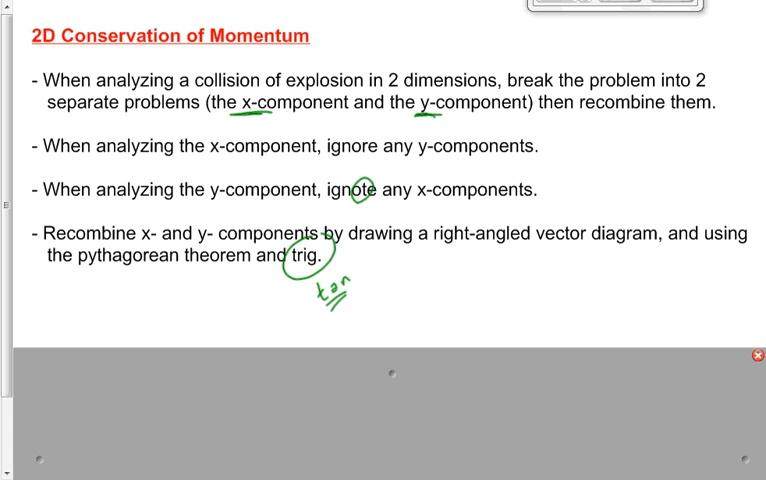 2D Conservation of Momentum
- When analyzing a collision of explosion in 2 dimensions, break the problem into 2
separate problems (the x-component and the y-component) then recombine them.
- When analyzing the x-component, ignore any y-components.
- When analyzing the y-component, ignote any x-components.
- Recombine x- and y- components by drawing a right-angled vector diagram, and using
the pythagorean theorem and trig.
tan